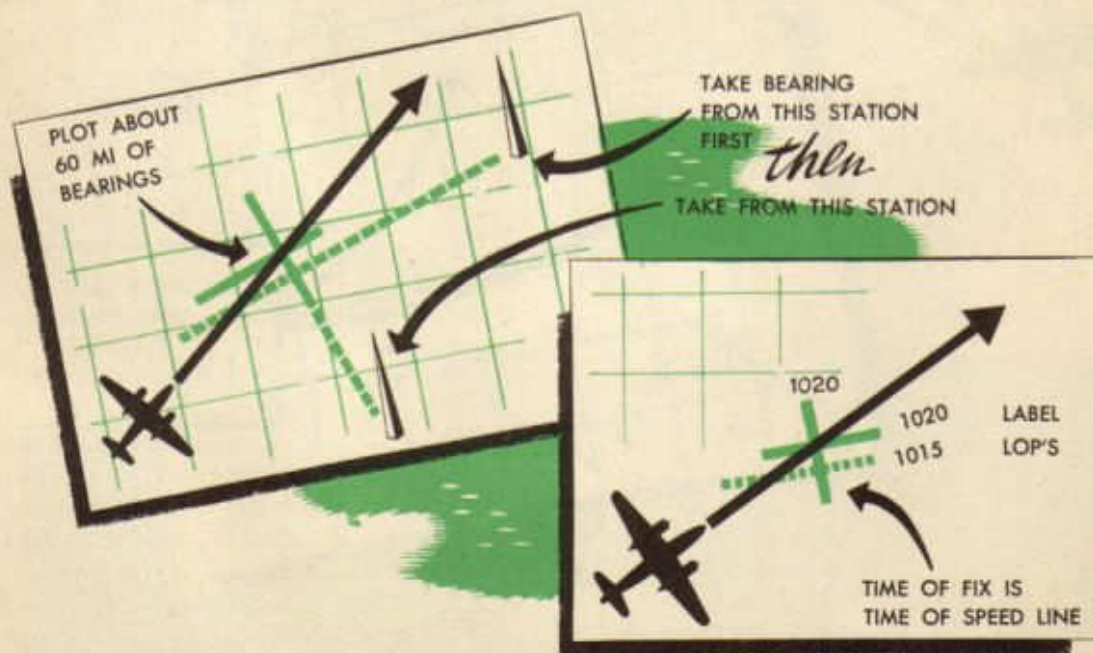 PLOT ABOUT
60 MI OF
BEARINGS
TAKE BEARING
FROM THIS STATION
FIRST then
TAKE FROM THIS STATION
1020
1020
1015
LABEL
LOP'S
TIME OF FIX IS
TIME OF SPEED LINE